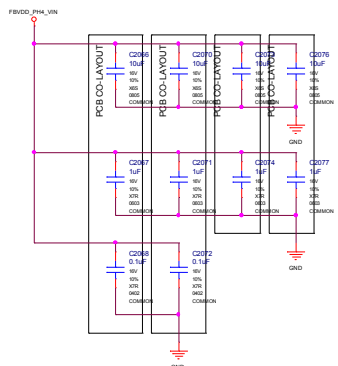 FBVDD_PH4_VIN
PCB CO-LAYOUT
PCB CO-LAYOUT
PCB CO-LAYOUT
PCB CO-LAYOUT
C2066
10uF
16V
10%
X6S
0805
COMMON
C2070
10uF
16V
10%
X6S
0805
COMMON
10uF
16V
10%
X6S
0805
COMMON
C2076
10uF
16V
10%
X6S
0805
COMMON
GND
C2067
1uF
16V
10%
X7R
0603
COMMON
C2071
1uF
16V
10%
X7R
0603
COMMON
C2074
1uF
16V
10%
X7R
0603
COMMON
C2077
1uF
16V
10%
X7R
0603
COMMON
GND
C2068
0.1uF
16V
10%
X7R
0402
COMMON
C2072
0.1uF
16V
10%
X7R
0402
COMMON
GND